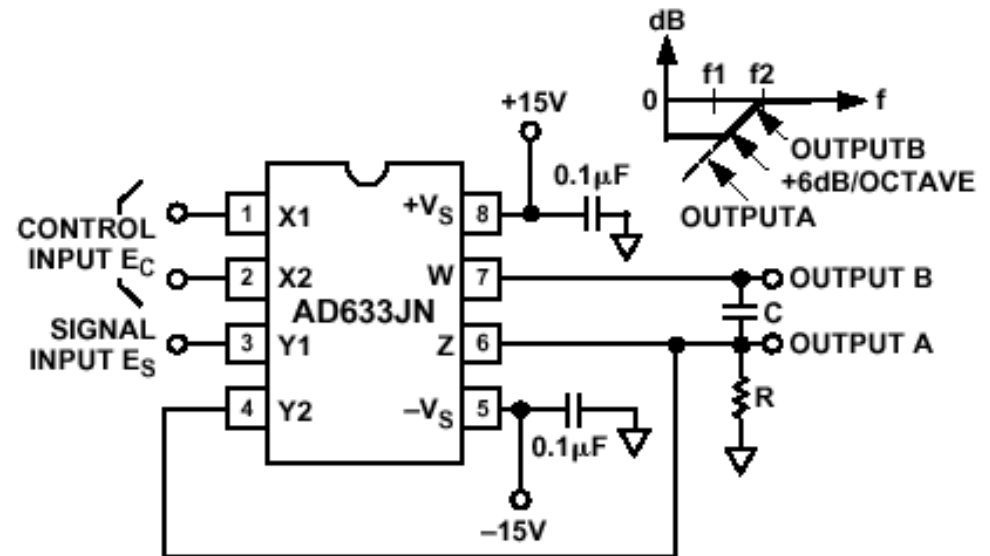 dB
f1
f2
0
f
+15V
OUTPUTB
+6dB/OCTAVE
OUTPUTA
0.1μF
CONTROL
INPUT EC
1
X1
+VS
8
2
X2
W
7
OUTPUT B
AD633JN
C
SIGNAL
INPUT ES
3
Y1
Z
6
OUTPUT A
4
Y2
–VS
5
R
0.1μF
–15V